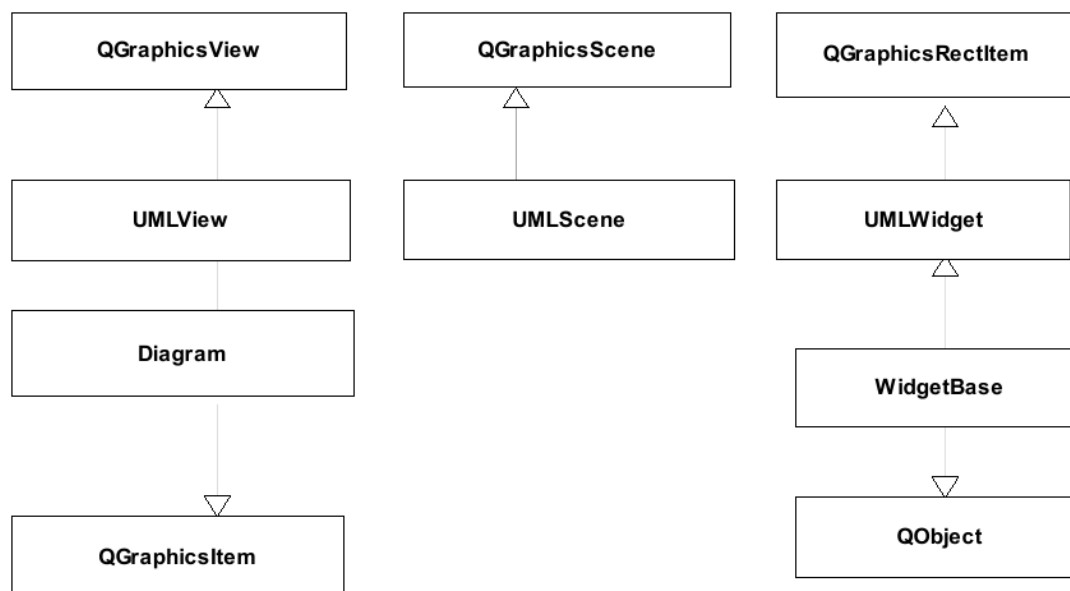 QGraphicsView
QGraphicsScene
QGraphicsRectItem
UMLView
UMLScene
UMLWidget
Diagram
WidgetBase
QGraphicsItem
QObject